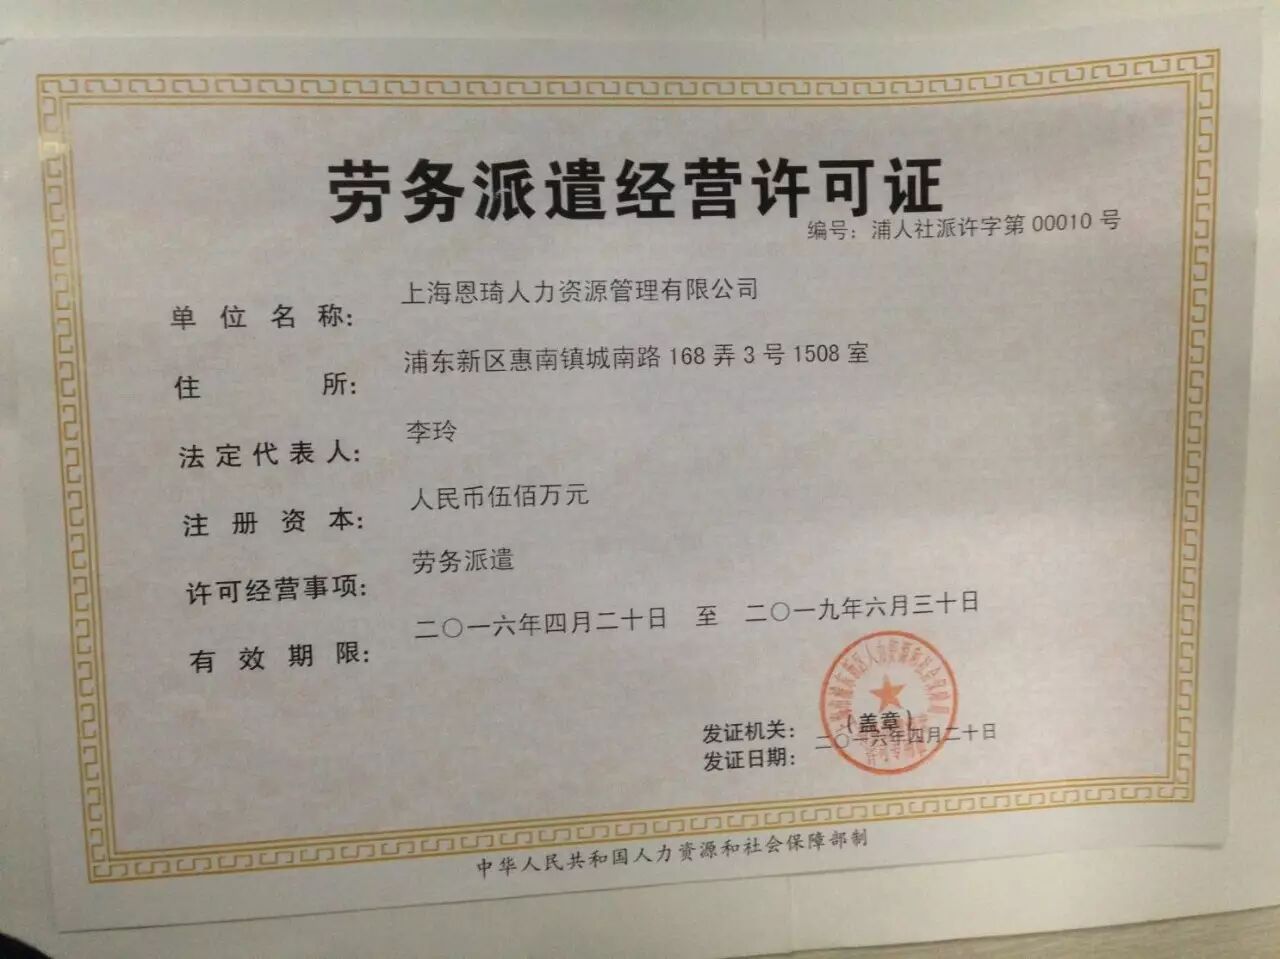 劳务派遣经营许可证
编号：浦人社派许字第 00010 号
单位名称： 上海恩琦人力资源管理有限公司
住所： 浦东新区惠南镇城南路 168 弄 3 号 1508 室
法定代表人： 李玲
注册资本： 人民币伍佰万元
许可经营事项： 劳务派遣
有效期限： 二〇一六年四月二十日 至 二〇一九年六月三十日
发证机关： （盖章）
发证日期： 二〇一六年四月二十日
中华人民共和国人力资源和社会保障部制